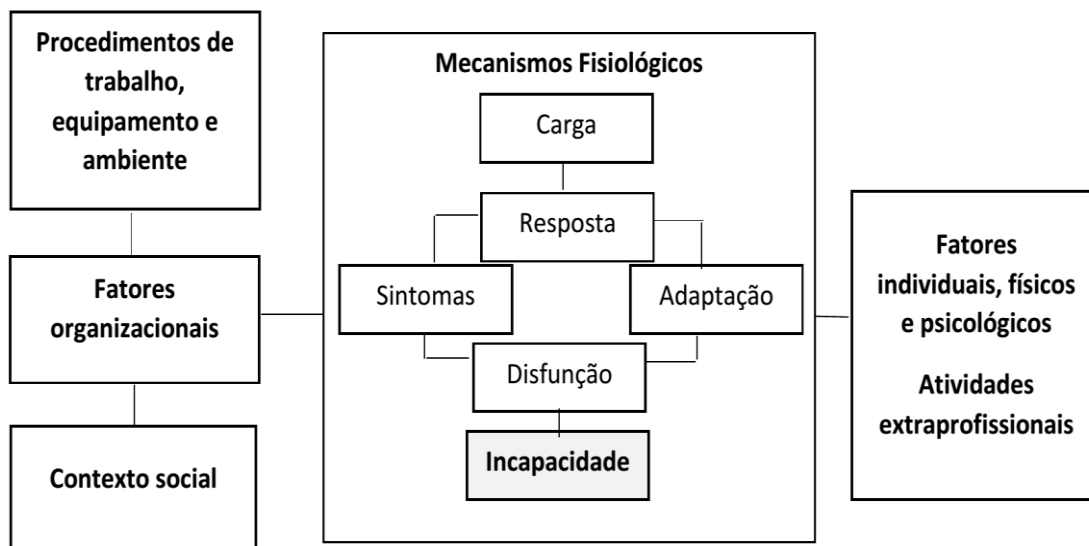 Procedimentos de
trabalho,
equipamento e
ambiente
Fatores
organizacionais
Contexto social
Mecanismos Fisiológicos
Carga
Resposta
Sintomas
Adaptação
Disfunção
Incapacidade
Fatores
individuais, físicos
e psicológicos
Atividades
extraprofissionais